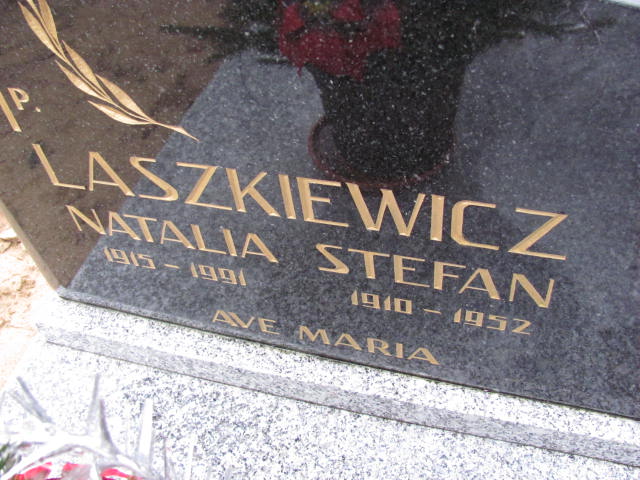 P.
LASZKIEWICZ
NATALIA STEFAN
1915 - 1991 1910 - 1952
AVE MARIA